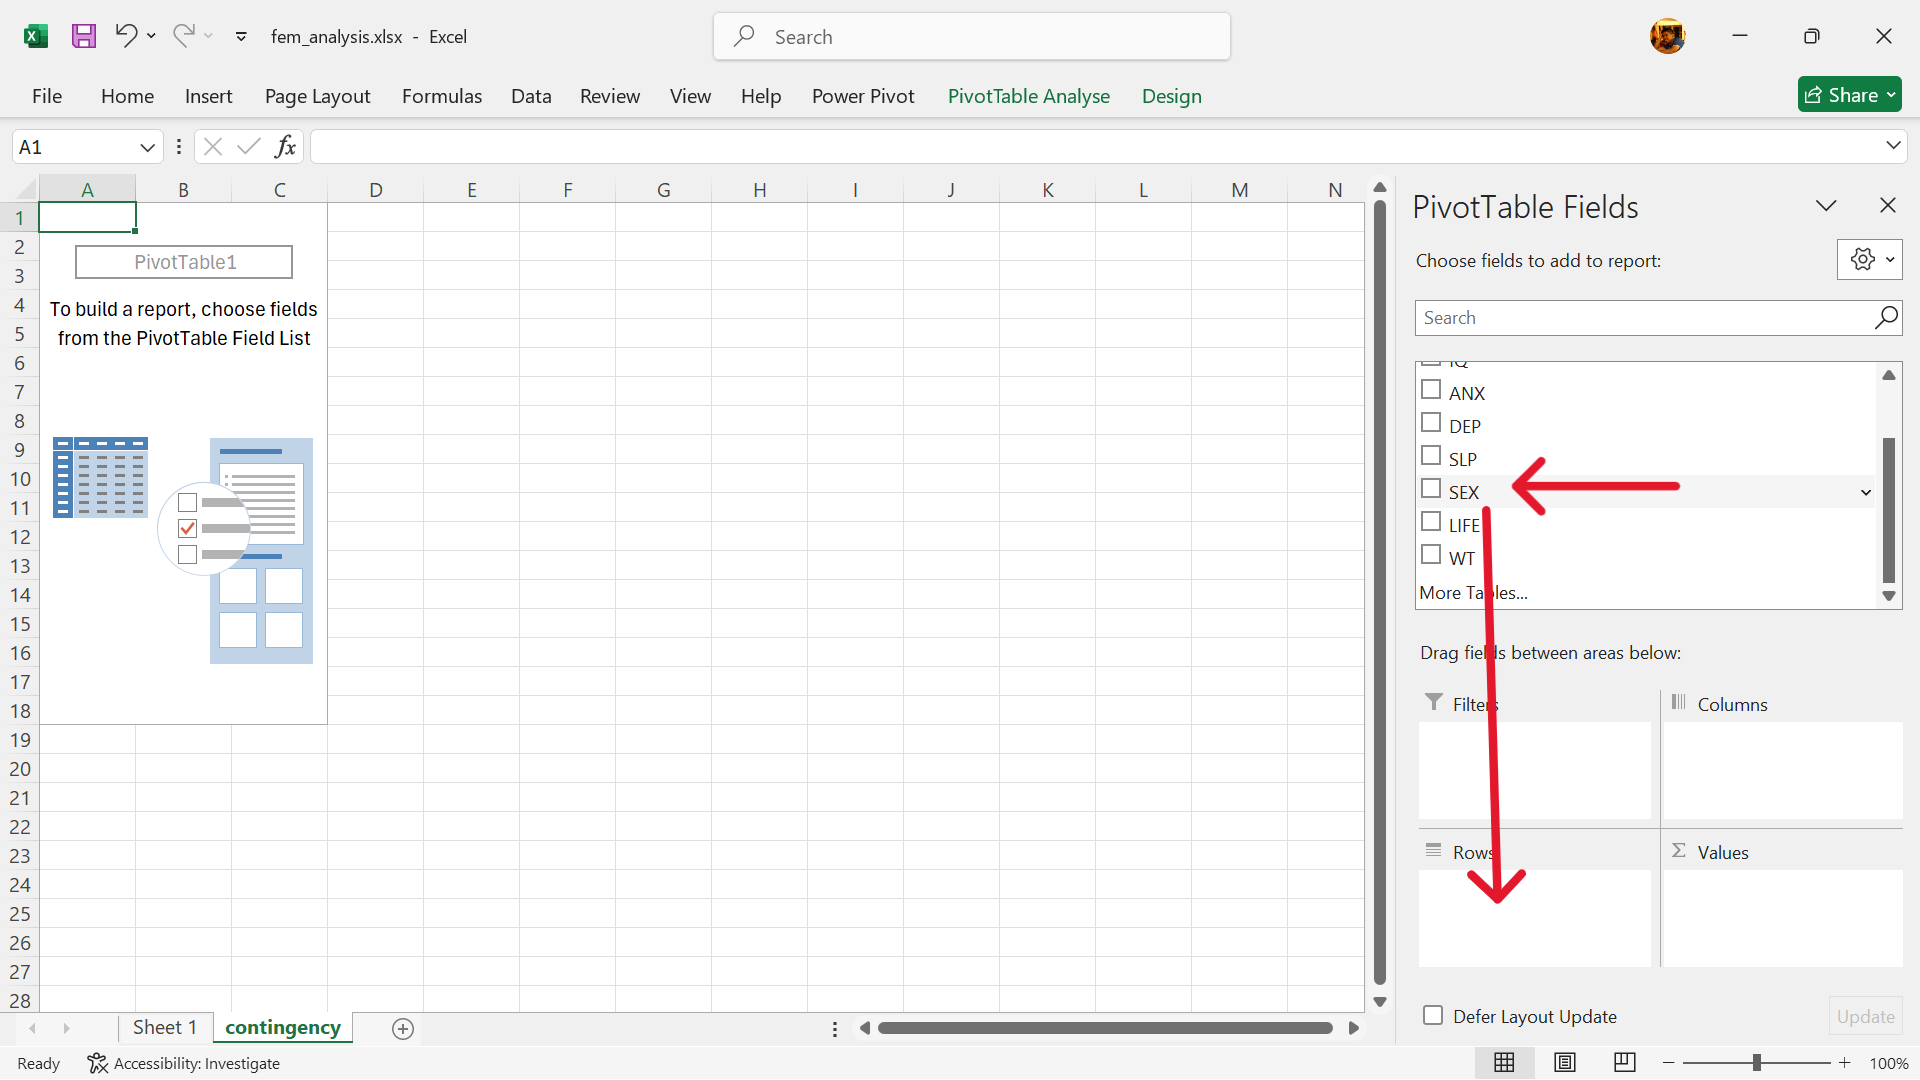 fem_analysis.xlsx - Excel
Search
File Home Insert Page Layout Formulas Data Review View Help Power Pivot PivotTable Analyse Design Share
A1 fx
A B C D E F G H I J K L M N
1
2
3
4
5
6
7
8
9
10
11
12
13
14
15
16
17
18
19
20
21
22
23
24
25
26
27
28
PivotTable1
To build a report, choose fields
from the PivotTable Field List
PivotTable Fields
Choose fields to add to report:
Search
IQ
ANX
DEP
SLP
SEX
LIFE
WT
More Tables...
Drag fields between areas below:
Filters
Columns
Rows
Σ Values
Defer Layout Update
Update
Sheet 1 contingency
Ready Accessibility: Investigate
100%